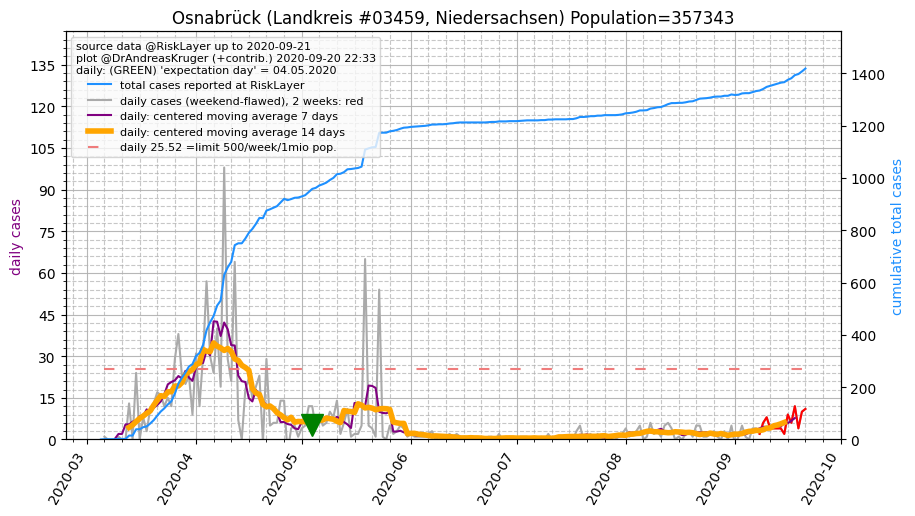 Osnabrück (Landkreis #03459, Niedersachsen) Population=357343
source data @RiskLayer up to 2020-09-21
plot @DrAndreasKruger (+contrib.) 2020-09-20 22:33
daily: (GREEN) 'expectation day' = 04.05.2020
total cases reported at RiskLayer
daily cases (weekend-flawed), 2 weeks: red
daily: centered moving average 7 days
daily: centered moving average 14 days
daily 25.52 =limit 500/week/1mio pop.
daily cases
135
120
105
90
75
60
45
30
15
0
cumulative total cases
1400
1200
1000
800
600
400
200
0
2020-03
2020-04
2020-05
2020-06
2020-07
2020-08
2020-09
2020-10